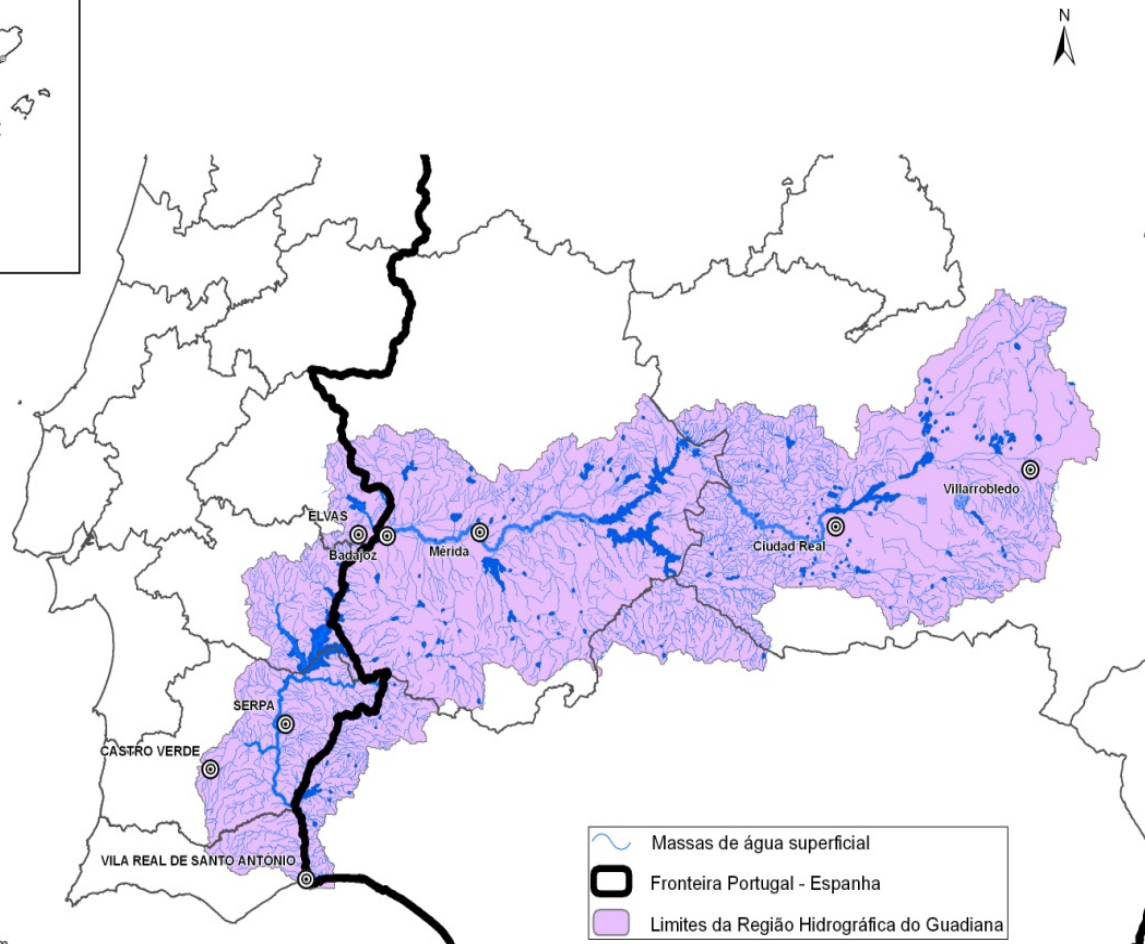 N
ELVAS
Badajoz
Mérida
Ciudad Real
Villarrobledo
SERPA
CASTRO VERDE
VILA REAL DE SANTO ANTÓNIO
Massas de água superficial
Fronteira Portugal - Espanha
Limites da Região Hidrográfica do Guadiana